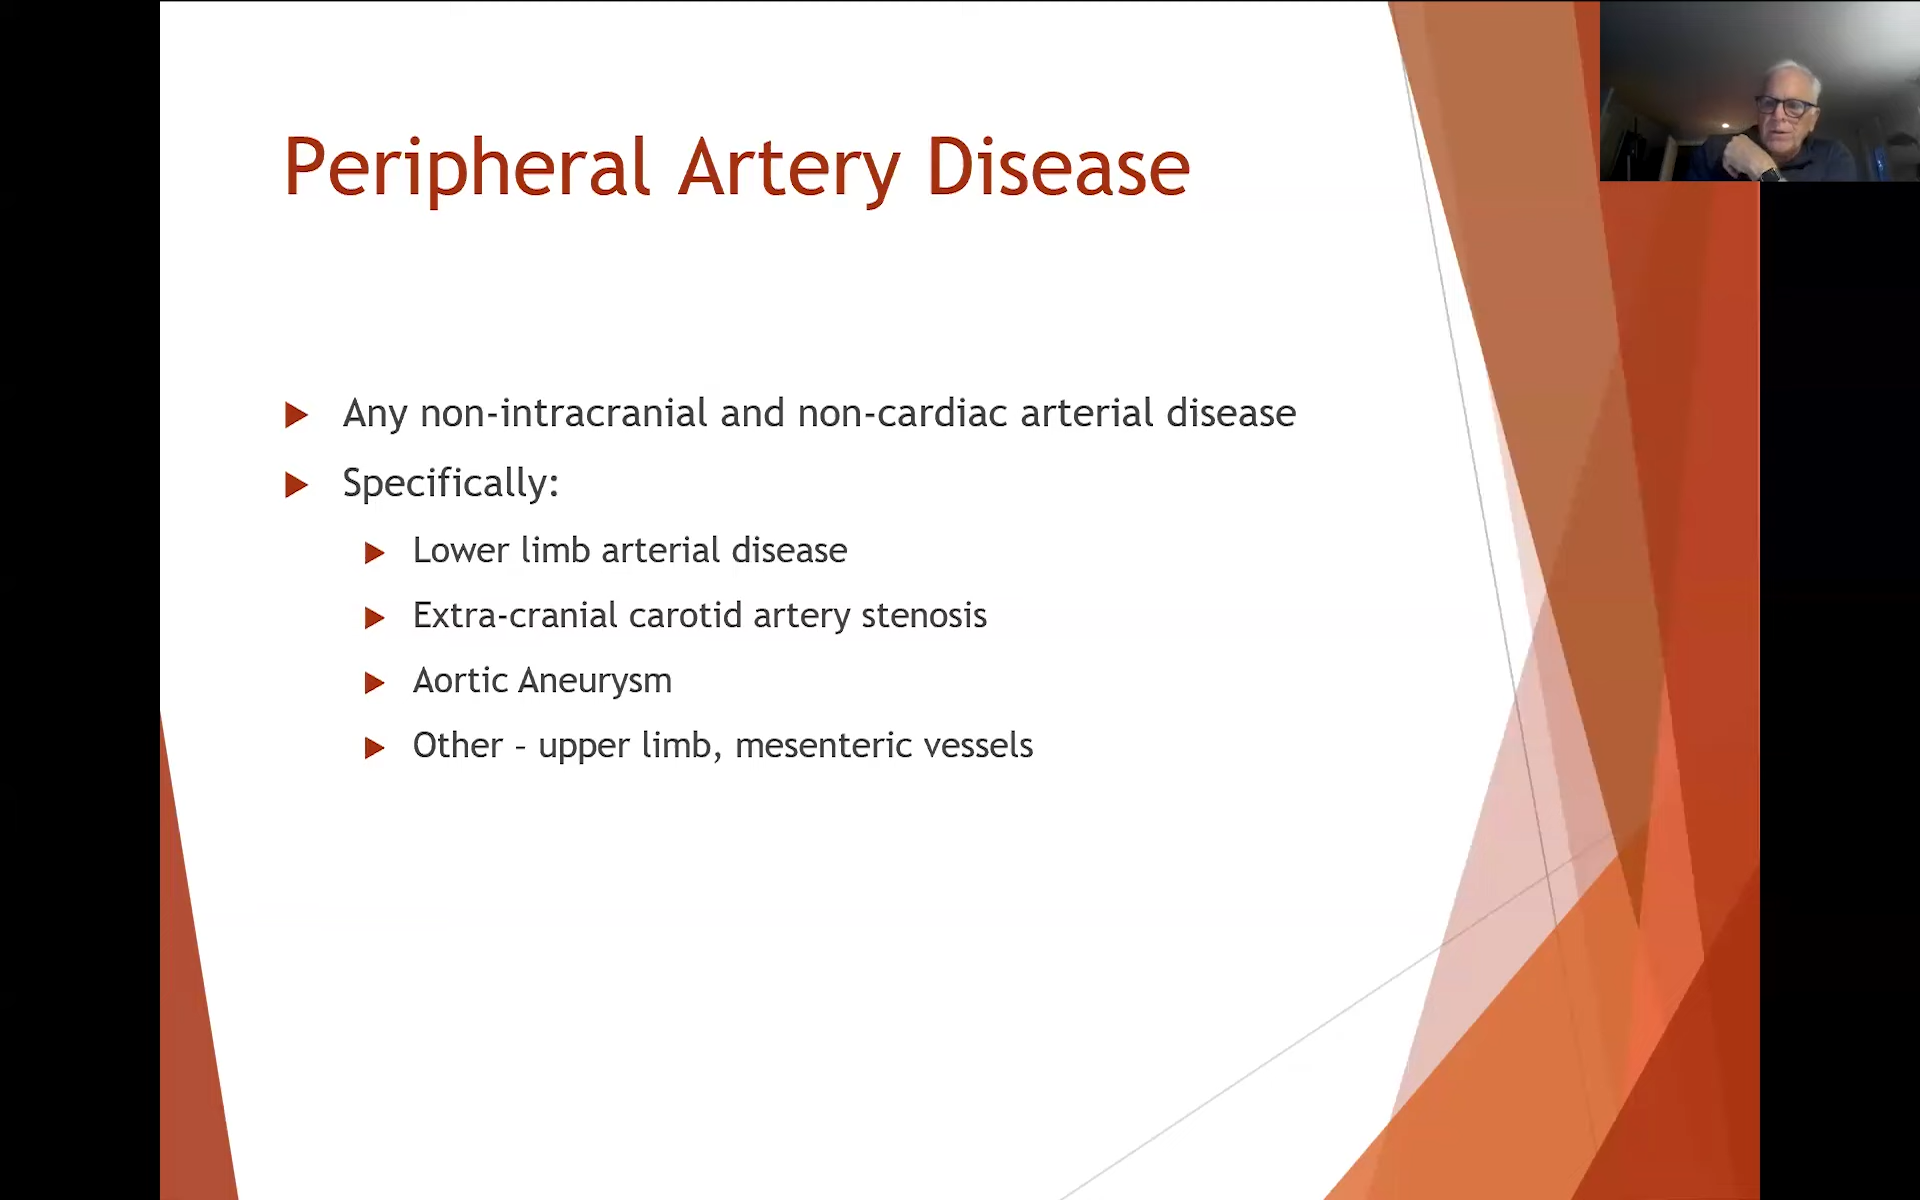 Peripheral Artery Disease
Any non-intracranial and non-cardiac arterial disease
Specifically:
Lower limb arterial disease
Extra-cranial carotid artery stenosis
Aortic Aneurysm
Other – upper limb, mesenteric vessels